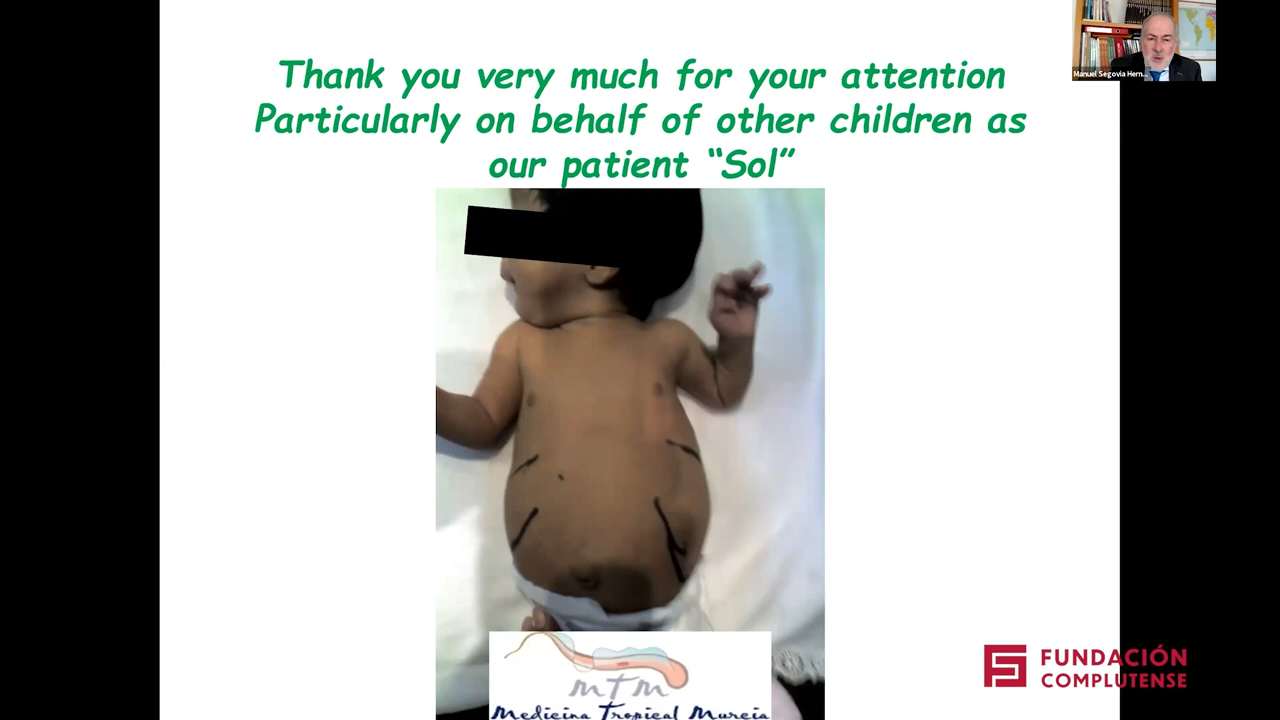 Thank you very much for your attention
Particularly on behalf of other children as
our patient “Sol”
Manuel Segovia Hern...
mTm
Medicina Tropical Murcia
FUNDACIÓN
COMPLUTENSE